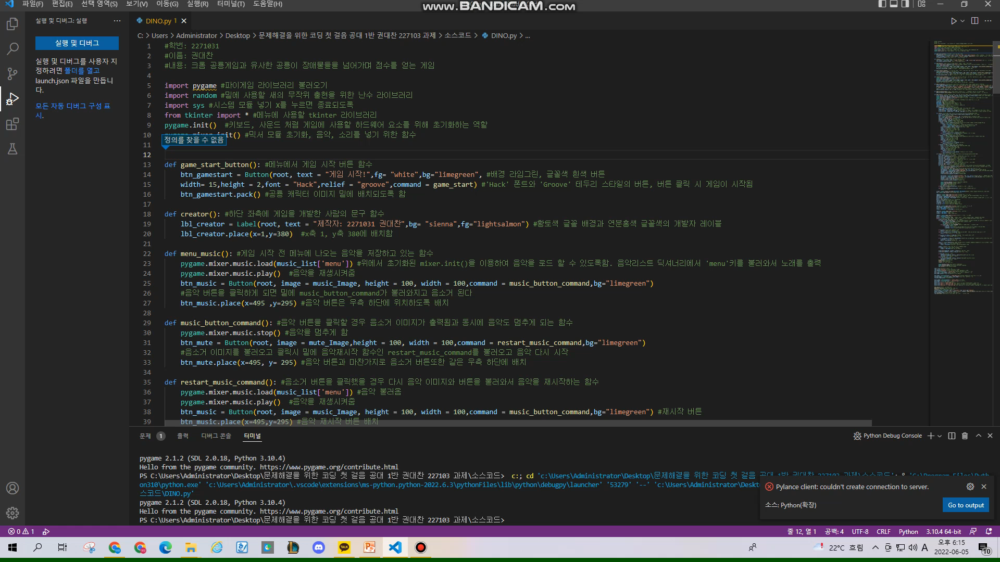 파일(F) 편집(E) 선택 영역(S) 보기(V) 이동(G) 실행(R) 터미널(T) 도움말(H)
www.BANDICAM.com
실행 및 디버그: 실행
DINO.py 1
실행 및 디버그
실행 및 디버그를 사용자 지
정하려면 폴더를 열고
launch.json 파일을 만듭니
다.
모든 자동 디버그 구성 표
시.
C: > Users > Administrator > Desktop > 문제해결을 위한 코딩 첫 걸음 공대 1반 권대찬 227103 과제 > 소스코드 > DINO.py > ...
1 #학번: 2271031
2 #이름: 권대찬
3 #내용: 크롬 공룡게임과 유사한 공룡이 장애물들을 넘어가며 점수를 얻는 게임
4
5 import pygame #파이게임 라이브러리 불러오기
6 import random #밑에 사용할 새의 무작위 출현을 위한 난수 라이브러리
7 import sys #시스템 모듈 넣기 X를 누르면 종료되도록
8 from tkinter import * #메뉴에 사용할 tkinter 라이브러리
9 pygame.init() #키보드, 사운드 처럼 게임에 사용할 하드웨어 요소를 위해 초기화하는 역할
10 pygame.mixer.init() #믹서 모듈 초기화, 음악, 소리를 넣기 위한 함수
정의를 찾을 수 없음
11
12
13 def game_start_button(): #메뉴에서 게임 시작 버튼 함수
14 btn_gamestart = Button(root, text = "게임 시작!",fg= "white",bg="limegreen", #배경 라임그린, 글꼴색 흰색 버튼
15 width= 15,height = 2,font = "Hack",relief = "groove",command = game_start) #'Hack' 폰트와 'Groove' 테두리 스타일의 버튼, 버튼 클릭 시 게임이 시작됨
16 btn_gamestart.pack() #공룡 캐릭터 이미지 밑에 배치되도록 함
17
18 def creator(): #하단 좌측에 게임을 개발한 사람의 문구 함수
19 lbl_creator = Label(root, text = "제작자: 2271031 권대찬",bg= "sienna",fg="lightsalmon") #황토색 글꼴 배경과 연분홍색 글꼴색의 개발자 레이블
20 lbl_creator.place(x=1,y=380) #x축 1, y축 380에 배치함
21
22 def menu_music(): #게임 시작 전 메뉴에 나오는 음악을 저장하고 있는 함수
23 pygame.mixer.music.load(music_list['menu']) #위에서 초기화된 mixer.init()을 이용하여 음악을 로드 할 수 있도록함. 음악리스트 딕셔너리에서 'menu'키를 불러와서 노래를 출력
24 pygame.mixer.music.play() #음악을 재생시켜줌
25 btn_music = Button(root, image = music_Image, height = 100, width = 100,command = music_button_command,bg="limegreen")
26 #음악 버튼을 클릭하게 되면 밑에 music_button_command가 불러와지고 음소거 된다
27 btn_music.place(x=495 ,y=295) #음악 버튼은 우측 하단에 위치하도록 배치
28
29 def music_button_command(): #음악 버튼을 클릭할 경우 음소거 이미지가 출력됨과 동시에 음악도 멈추게 되는 함수
30 pygame.mixer.music.stop() #음악을 멈추게 함
31 btn_mute = Button(root, image = mute_Image,height = 100, width = 100,command = restart_music_command,bg="limegreen")
32 #음소거 이미지를 불러오고 클릭시 밑에 음악재시작 함수인 restart_music_command를 불러오고 음악 다시 시작
33 btn_mute.place(x=495, y= 295) #음악 버튼과 마찬가지로 음소거 버튼또한 같은 우측 하단에 배치
34
35 def restart_music_command(): #음소거 버튼을 클릭했을 경우 다시 음악 이미지와 버튼을 불러와서 음악을 재시작하는 함수
36 pygame.mixer.music.load(music_list['menu']) #음악 불러옴
37 pygame.mixer.music.play() #음악을 재생시켜줌
38 btn_music = Button(root, image = music_Image, height = 100, width = 100,command = music_button_command,bg="limegreen") #재시작 버튼
39 btn_music.place(x=495,y=295) #음악 재시작 버튼 배치
문제 1 출력 디버그 콘솔 터미널
Python Debug Console
pygame 2.1.2 (SDL 2.0.18, Python 3.10.4)
Hello from the pygame community. https://www.pygame.org/contribute.html
PS C:\Users\Administrator\Desktop\문제해결을 위한 코딩 첫 걸음 공대 1반 권대찬 227103 과제\소스코드> c:; cd 'c:\Users\Administrator\Desktop\문제해결을 위한 코딩 첫 걸음 공대 1반 권대찬 227103 과제\소스코드'; & 'C:\Program Files\Pyth
on310\python.exe' 'c:\Users\Administrator\.vscode\extensions\ms-python.python-2022.6.3\pythonFiles\lib\python\debugpy\launcher' '53279' '--' 'c:\Users\Administrator\Deskt
스코드\DINO.py'
pygame 2.1.2 (SDL 2.0.18, Python 3.10.4)
Hello from the pygame community. https://www.pygame.org/contribute.html
PS C:\Users\Administrator\Desktop\문제해결을 위한 코딩 첫 걸음 공대 1반 권대찬 227103 과제\소스코드>
Pylance client: couldn't create connection to server.
소스: Python(확장)
Go to output
0 1
줄 12, 열 1 공백: 4 UTF-8 CRLF Python 3.10.4 64-bit
TALK
22°C 흐림
A
오후 6:15
2022-06-05
10